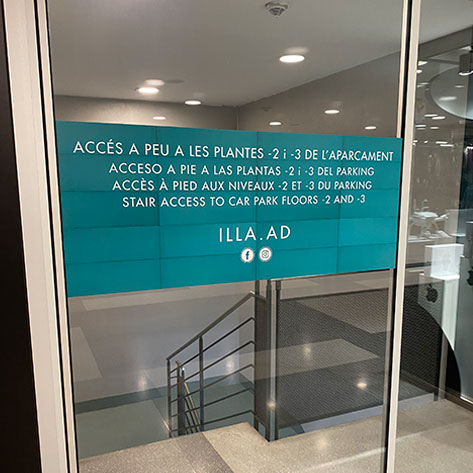 ACCÉS A PEU A LES PLANTES -2 i -3 DE L'APARCAMENT
ACCESO A PIE A LAS PLANTAS -2 i -3 DEL PARKING
ACCÈS À PIED AUX NIVEAUX -2 ET -3 DU PARKING
STAIR ACCESS TO CAR PARK FLOORS -2 AND -3
ILLA.AD
f